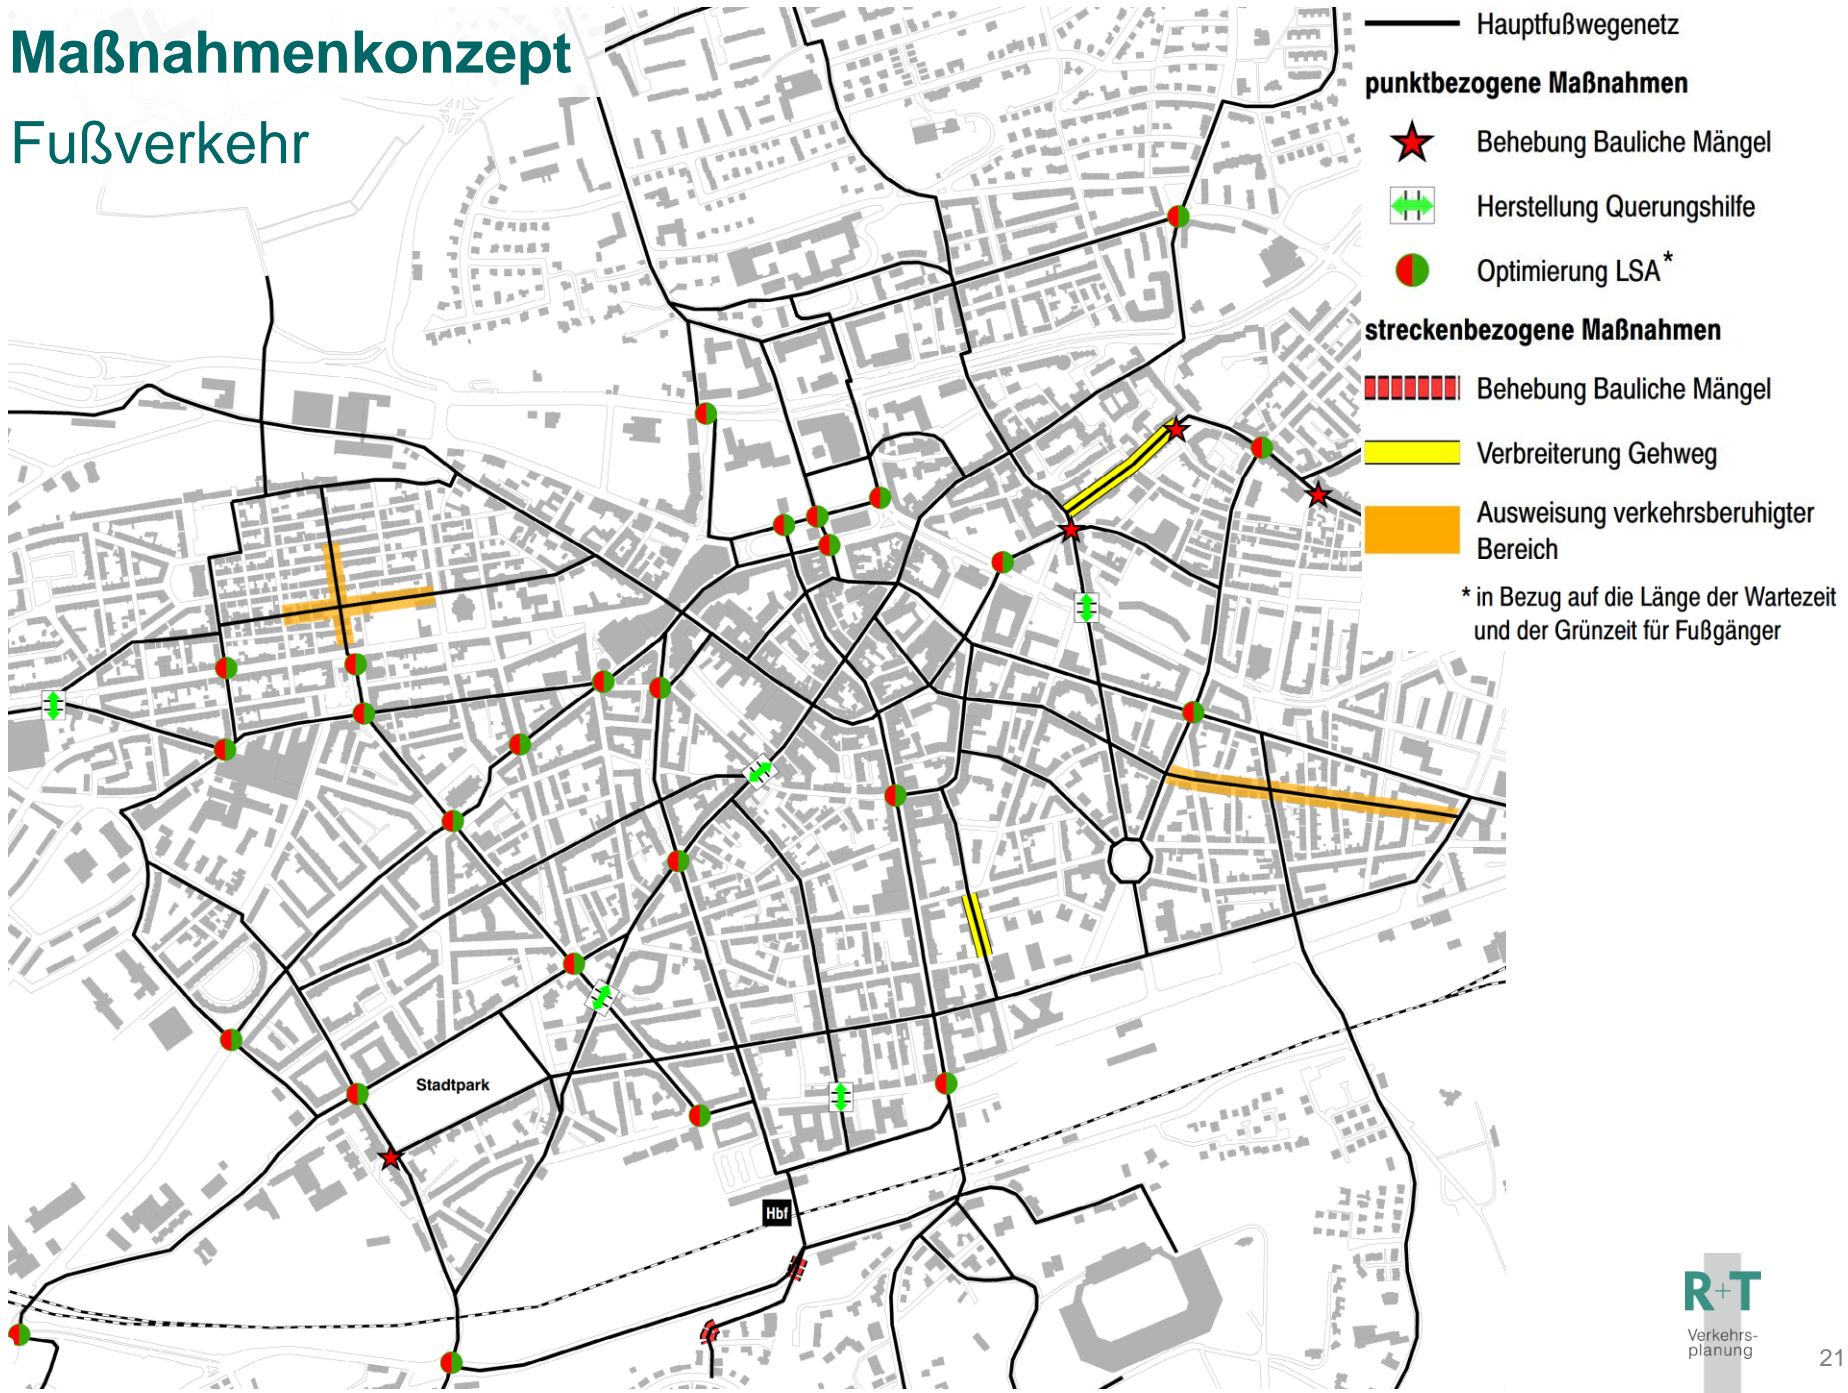 Maßnahmenkonzept
Fußverkehr
Hauptfußwegenetz
punktbezogene Maßnahmen
Behebung Bauliche Mängel
Herstellung Querungshilfe
Optimierung LSA*
streckenbezogene Maßnahmen
Behebung Bauliche Mängel
Verbreiterung Gehweg
Ausweisung verkehrsberuhigter
Bereich
* in Bezug auf die Länge der Wartezeit
und der Grünzeit für Fußgänger
Stadtpark
Hbf
R+T
Verkehrs-
planung
21